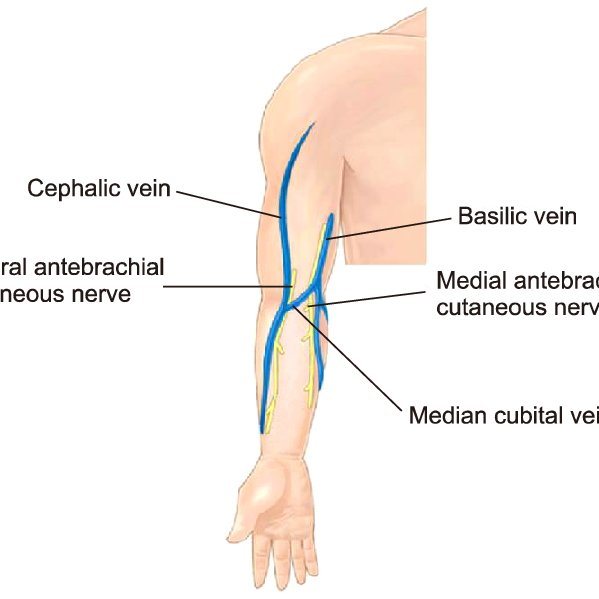 Cephalic vein
Basilic vein
ral antebrachial
neous nerve
Medial antebrac
cutaneous nerv
Median cubital vei